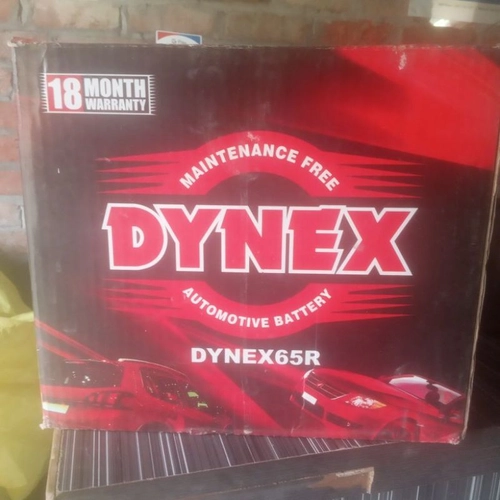 18 MONTH
WARRANTY
MAINTENANCE FREE
DYNEX
AUTOMOTIVE BATTERY
DYNEX65R